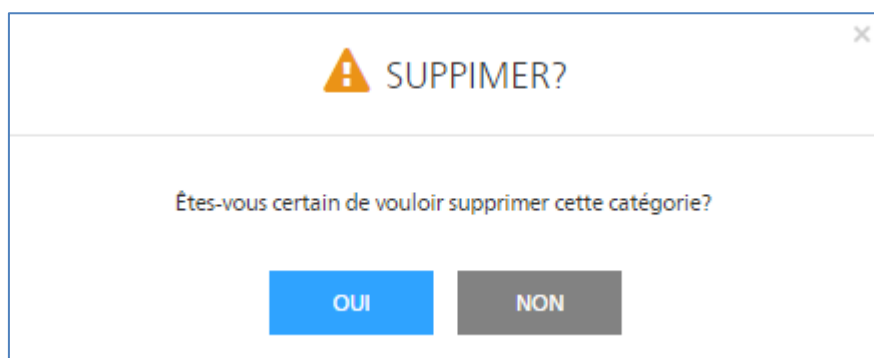 SUPPIMER?
Êtes-vous certain de vouloir supprimer cette catégorie?
OUI
NON